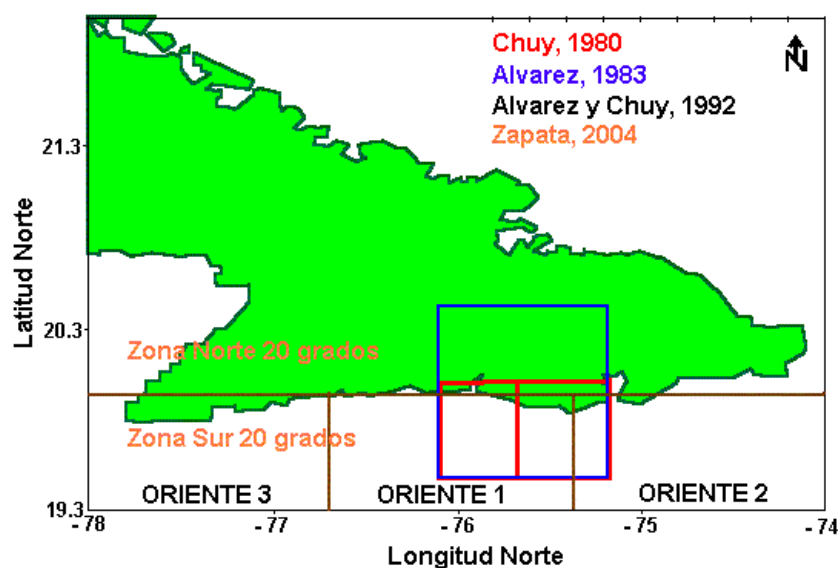 Chuy, 1980
Alvarez, 1983
Alvarez y Chuy, 1992
Zapata, 2004
N
21.3
Latitud Norte
20.3
Zona Norte 20 grados
Zona Sur 20 grados
ORIENTE 3
ORIENTE 1
ORIENTE 2
19.3
-78
-77
-76
-75
-74
Longitud Norte